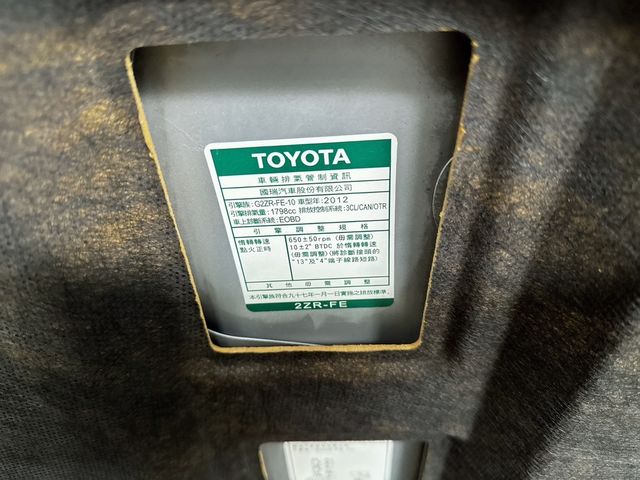 TOYOTA
車輛排氣管制資訊
國瑞汽車股份有限公司
引擎族: G2ZR-FE-10 車型年: 2012
引擎排氣量: 1798cc 排放控制系統: 3CL/CAN/OTR
車上診斷系統: EOBD
引擎調整規格
惰轉轉速 650±50rpm (毋需調整)
點火正時 10±2° BTDC 於惰轉轉速
(毋需調整)(將診斷接頭的
"13"及"4"端子線路短路)
其他毋需調整
本引擎族符合九十七年一月一日實施之排放標準.
2ZR-FE